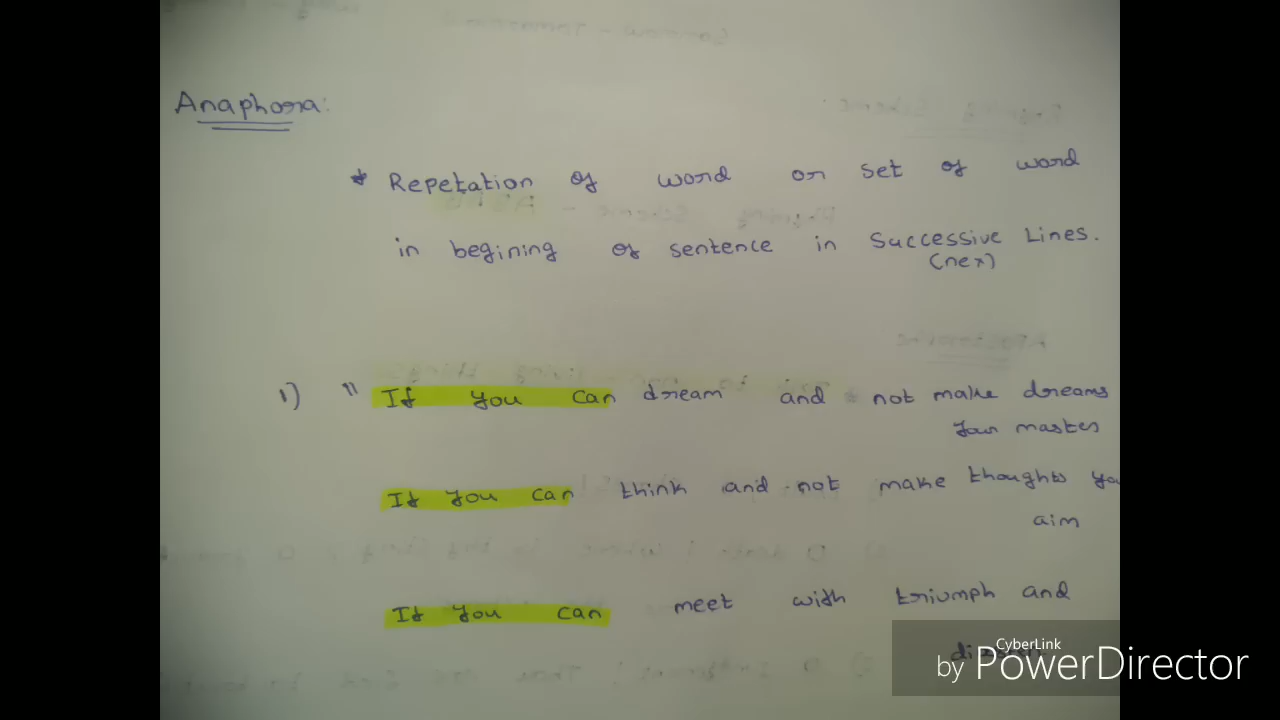 Anaphora:
* Repetation of word or set of word
in begining of sentence in Successive Lines.
(nex)
1) " If you can dream and not make dreams
your master
If you can think and not make thoughts you
aim
If you can meet with triumph and
CyberLink
by PowerDirector